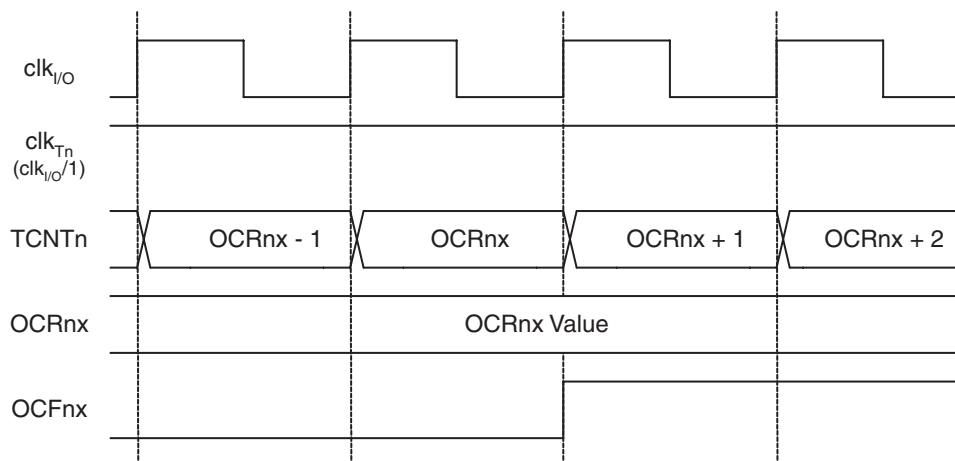 clkI/O
clkTn
(clkI/O/1)
TCNTn OCRnx - 1 OCRnx OCRnx + 1 OCRnx + 2
OCRnx OCRnx Value
OCFnx